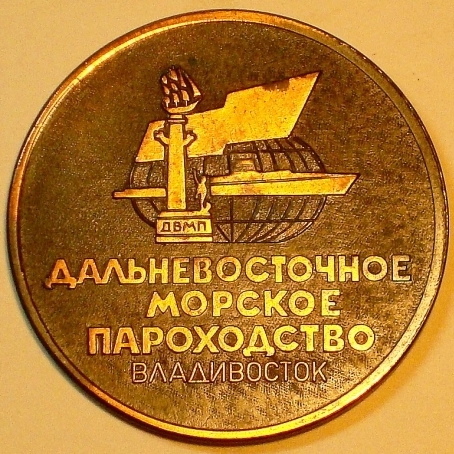 ДВМП
ДАЛЬНЕВОСТОЧНОЕ
МОРСКОЕ
ПАРОХОДСТВО
ВЛАДИВОСТОК